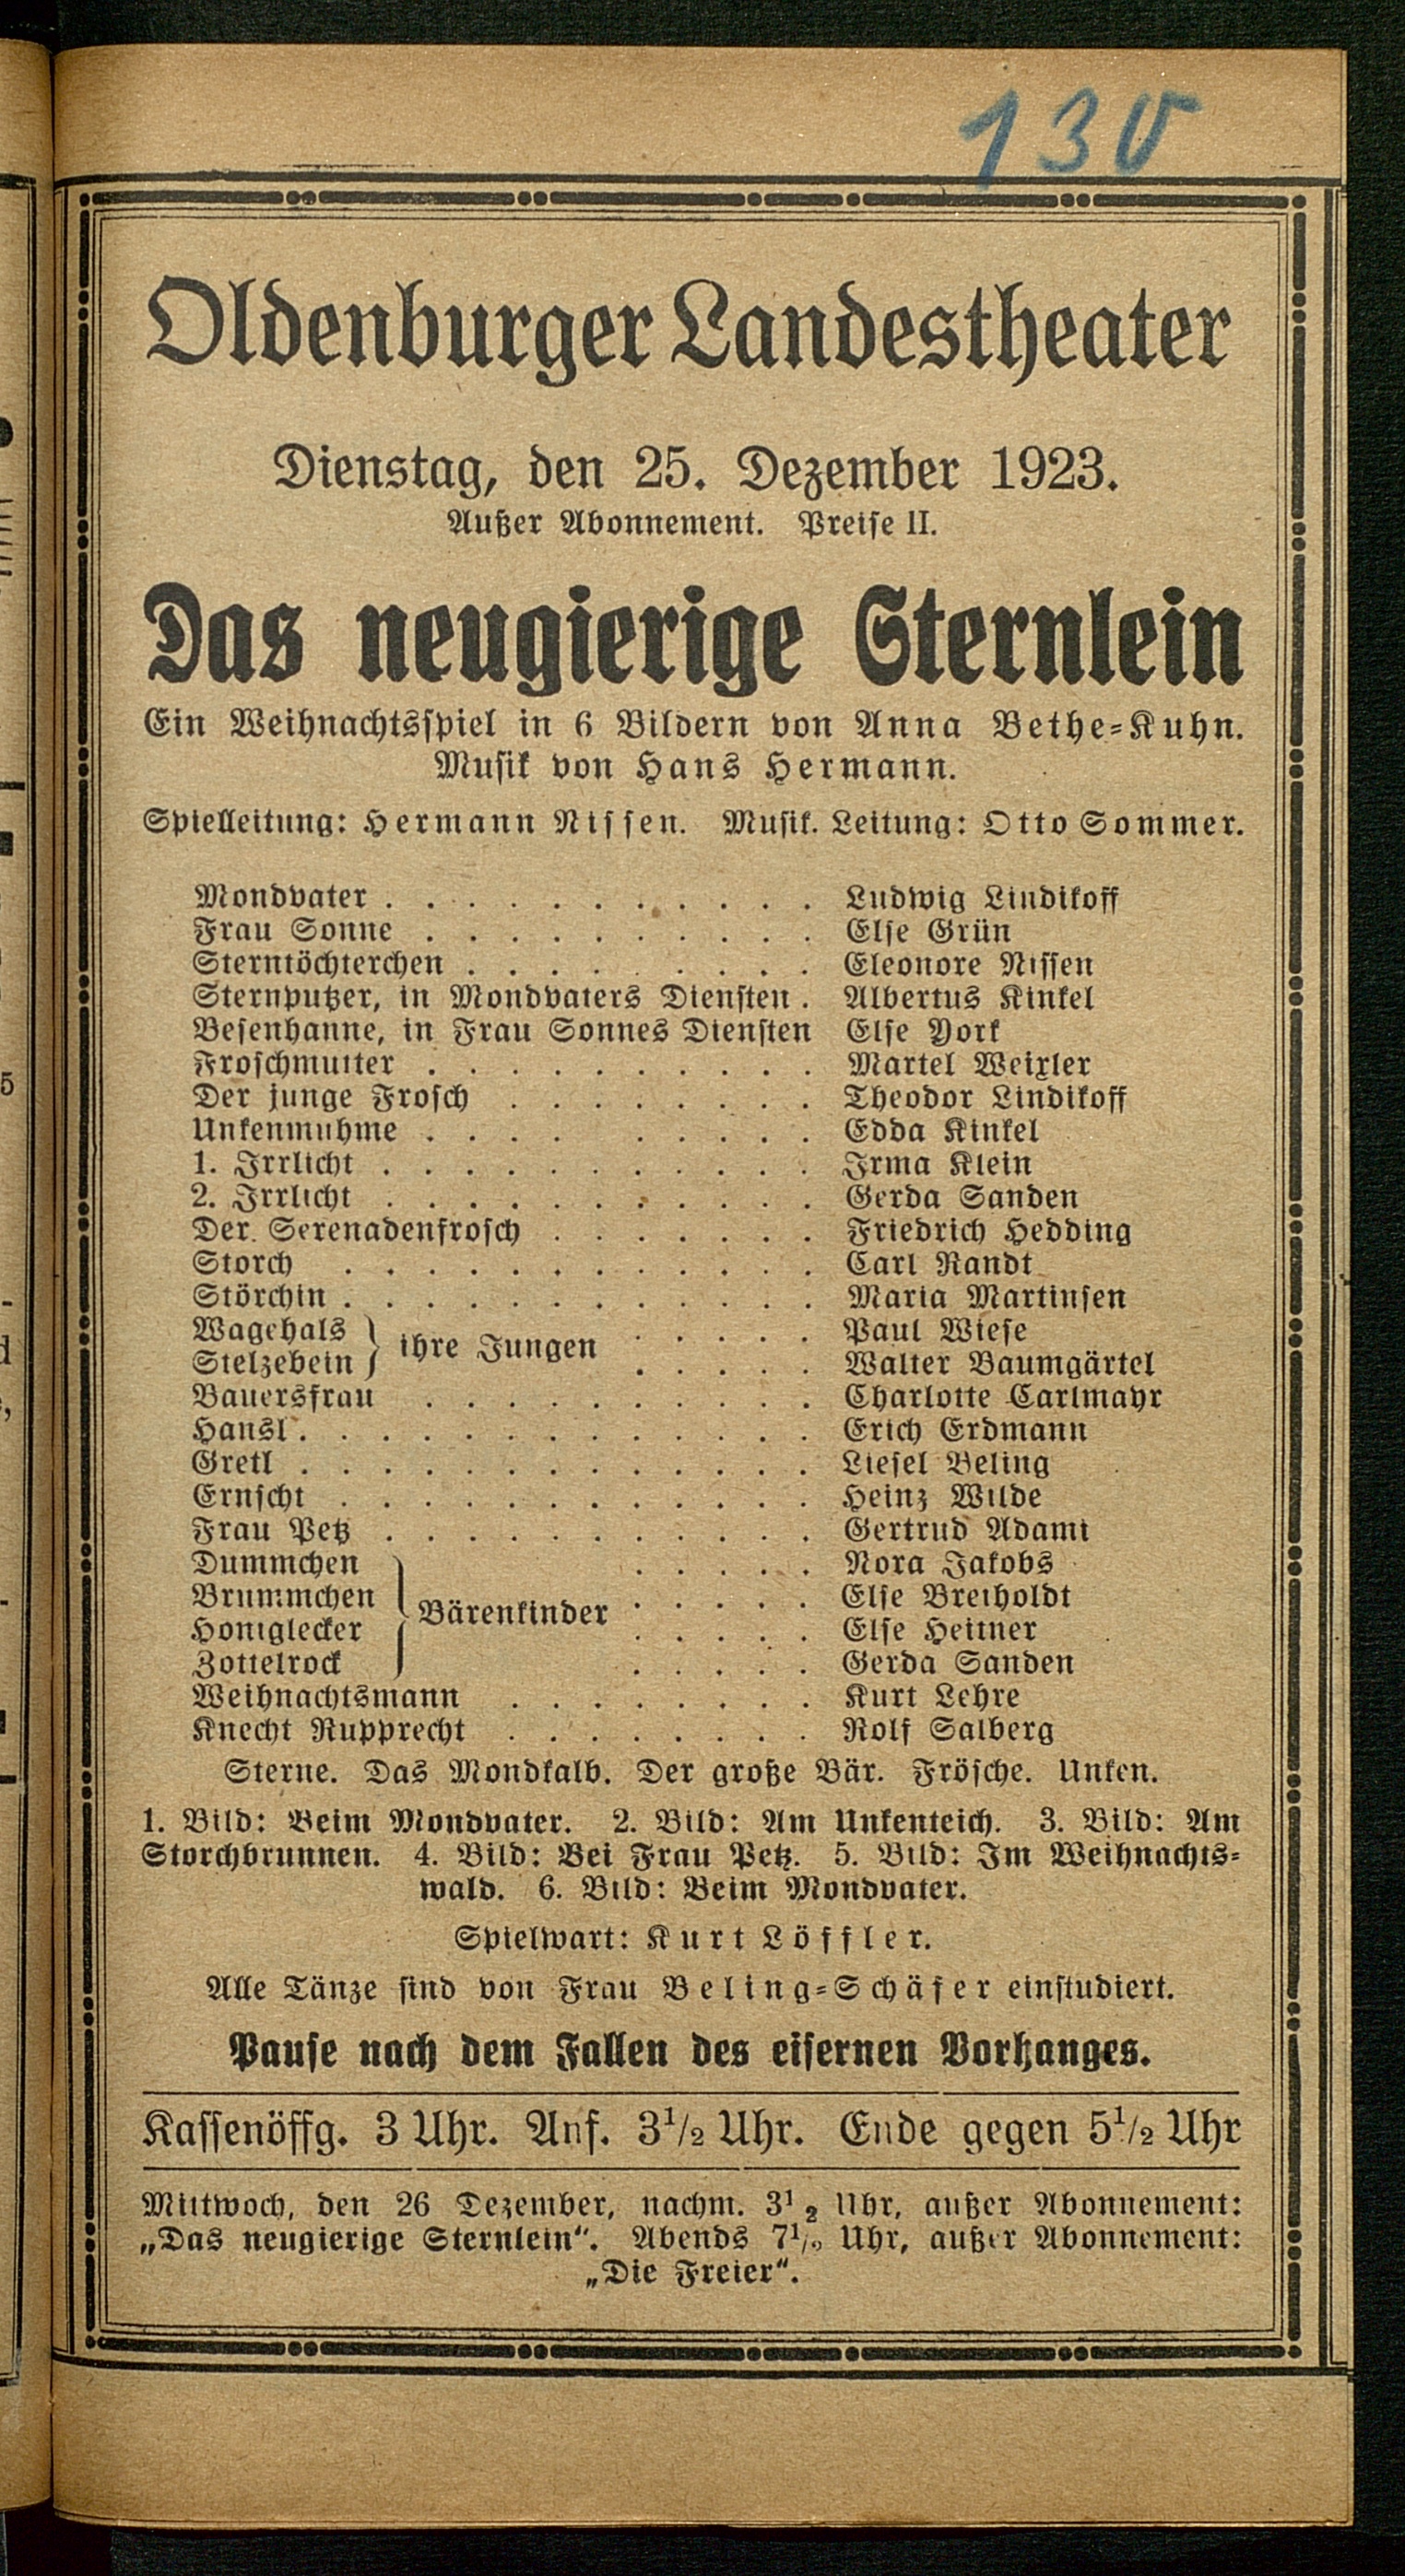 130
Oldenburger Landestheater
Dienstag, den 25. Dezember 1923.
Außer Abonnement. Preise II.
Das neugierige Sternlein
Ein Weihnachtsspiel in 6 Bildern von Anna Bethe-Kuhn.
Musik von Hans Hermann.
Spielleitung: Hermann Nissen. Musik. Leitung: Otto Sommer.
Mondvater . . . . . . . . . . . Ludwig Lindikoff
Frau Sonne . . . . . . . . . . Else Grün
Sterntöchterchen . . . . . . . . . Eleonore Nissen
Sternputzer, in Mondvaters Diensten . Albertus Kinkel
Besenhanne, in Frau Sonnes Diensten Else York
Froschmutter . . . . . . . . . . Martel Weixler
Der junge Frosch . . . . . . . . Theodor Lindikoff
Unkenmuhme . . . . . . . . . Edda Kinkel
1. Irrlicht . . . . . . . . . . . Irma Klein
2. Irrlicht . . . . . . . . . . . Gerda Sanden
Der Serenadenfrosch . . . . . . . Friedrich Hedding
Storch . . . . . . . . . . . . Carl Randt
Störchin . . . . . . . . . . . . Maria Martinsen
Wagehals } ihre Jungen . . . . . Paul Wiese
Stelzebein } . . . . . Walter Baumgärtel
Bauersfrau . . . . . . . . . . Charlotte Carlmayr
Hansl . . . . . . . . . . . . . Erich Erdmann
Gretl . . . . . . . . . . . . . Liesel Beling
Ernscht . . . . . . . . . . . . Heinz Wilde
Frau Petz . . . . . . . . . . . Gertrud Adami
Dummchen . . . . . Nora Jakobs
Brummchen } Bärenkinder . . . . . Else Breiholdt
Honiglecker . . . . . Else Heitner
Zottelrock . . . . . Gerda Sanden
Weihnachtsmann . . . . . . . . Kurt Lehre
Knecht Rupprecht . . . . . . . . Rolf Salberg
Sterne. Das Mondkalb. Der große Bär. Frösche. Unken.
1. Bild: Beim Mondvater. 2. Bild: Am Unkenteich. 3. Bild: Am
Storchbrunnen. 4. Bild: Bei Frau Petz. 5. Bild: Im Weihnachts-
wald. 6. Bild: Beim Mondvater.
Spielwart: Kurt Löffler.
Alle Tänze sind von Frau Beling-Schäfer einstudiert.
Pause nach dem Fallen des eisernen Vorhanges.
Kassenöffg. 3 Uhr. Anf. 3½ Uhr. Ende gegen 5½ Uhr
Mittwoch, den 26 Dezember, nachm. 3½ Uhr, außer Abonnement:
„Das neugierige Sternlein“. Abends 7½ Uhr, außer Abonnement:
„Die Freier“.